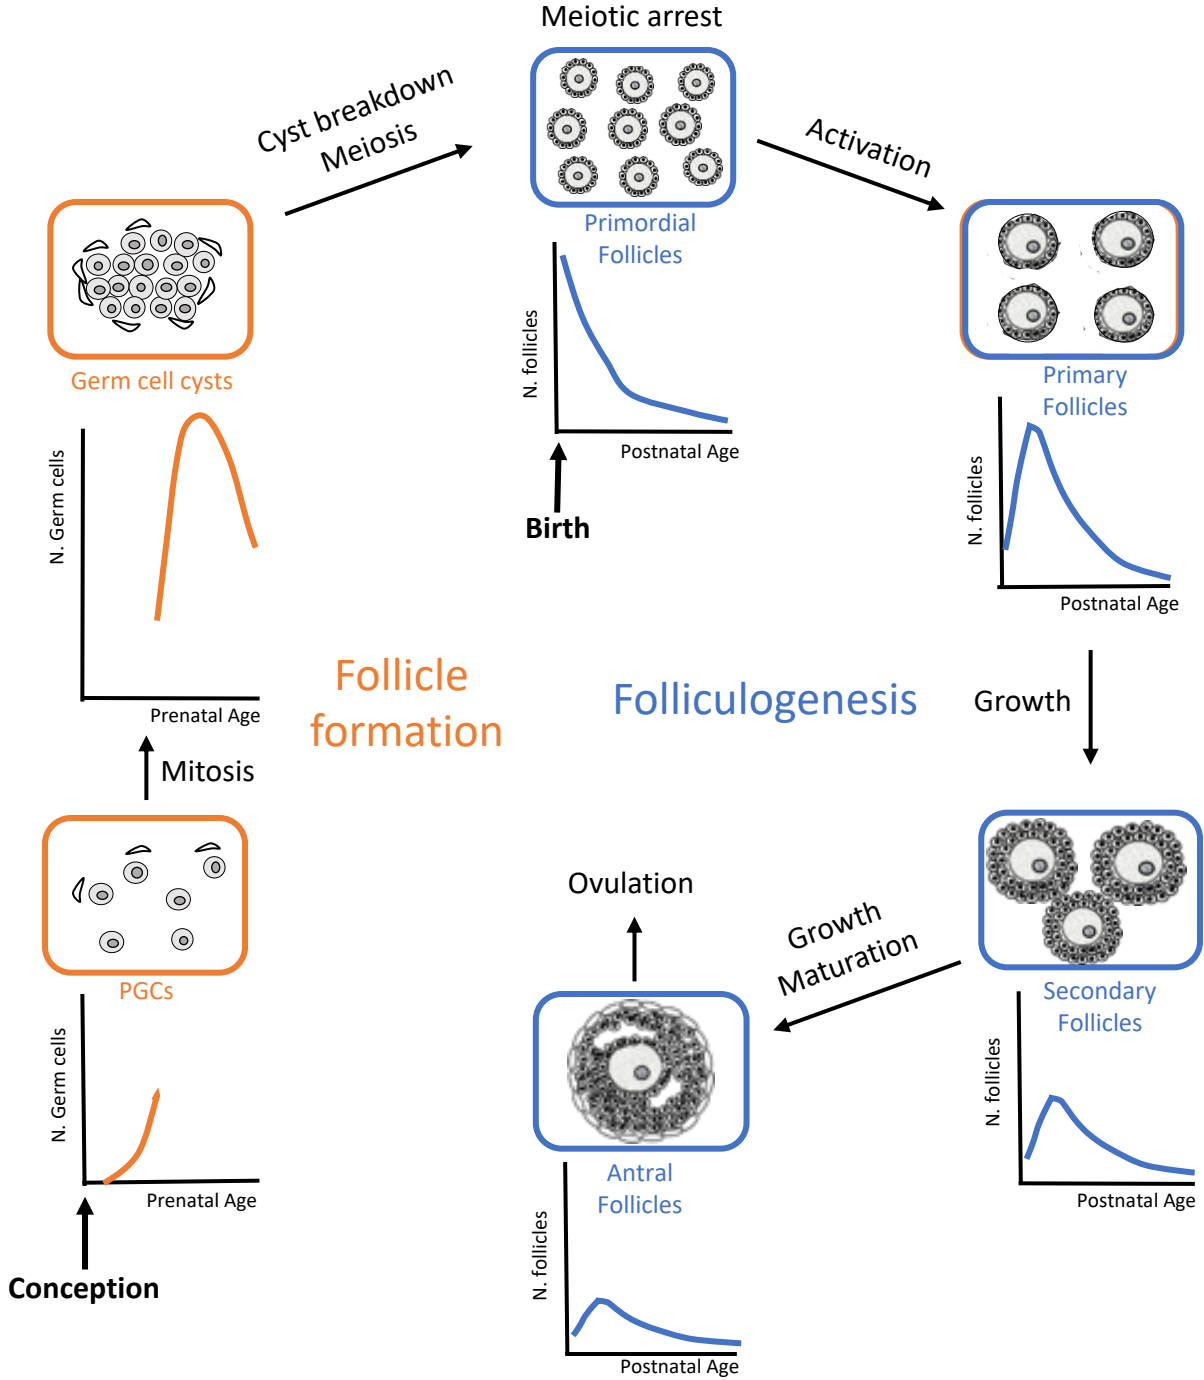 Meiotic arrest
Cyst breakdown
Meiosis
Activation
Primordial
Follicles
N. follicles
Postnatal Age
Birth
Primary
Follicles
N. follicles
Postnatal Age
Germ cell cysts
N. Germ cells
Prenatal Age
Mitosis
Follicle
formation
Folliculogenesis
Growth
PGCs
N. Germ cells
Prenatal Age
Conception
Ovulation
Growth
Maturation
Secondary
Follicles
N. follicles
Postnatal Age
Antral
Follicles
N. follicles
Postnatal Age